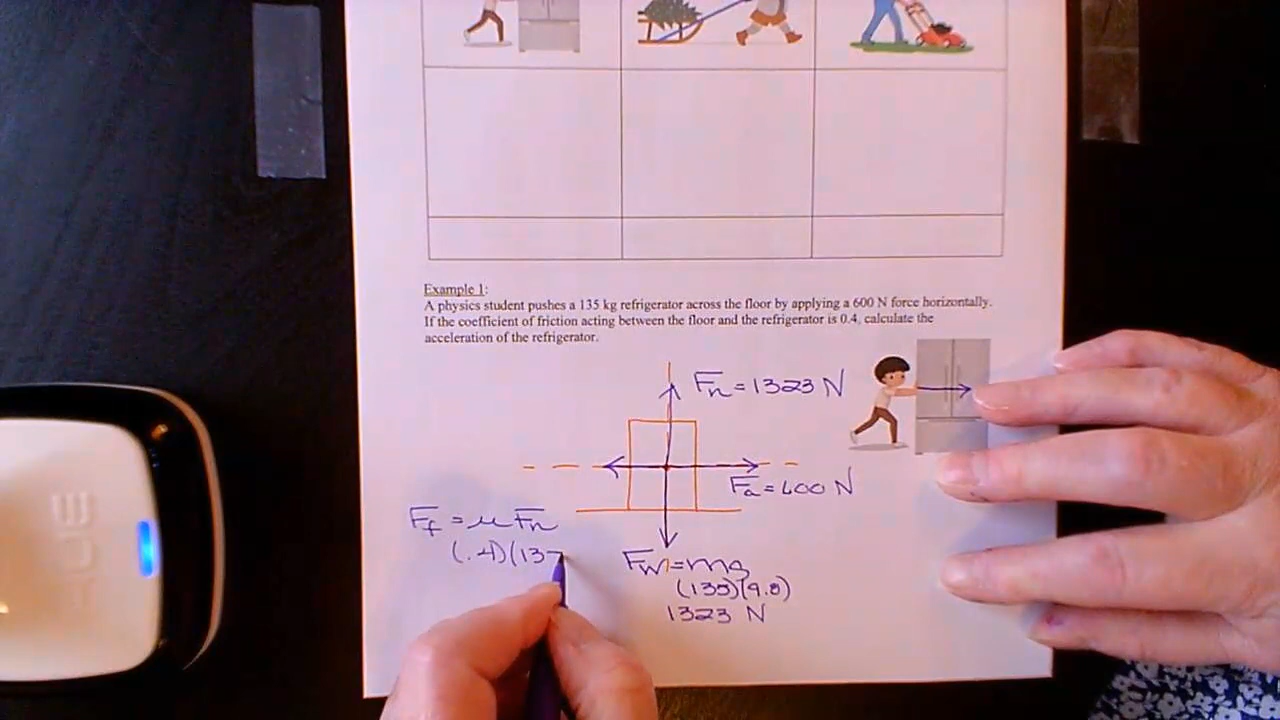 Example 1:
A physics student pushes a 135 kg refrigerator across the floor by applying a 600 N force horizontally.
If the coefficient of friction acting between the floor and the refrigerator is 0.4, calculate the
acceleration of the refrigerator.
Fn = 1323 N
Fa = 600 N
Ff = μ Fn
(.4)(13
Fw = mg
(135)(9.8)
1323 N